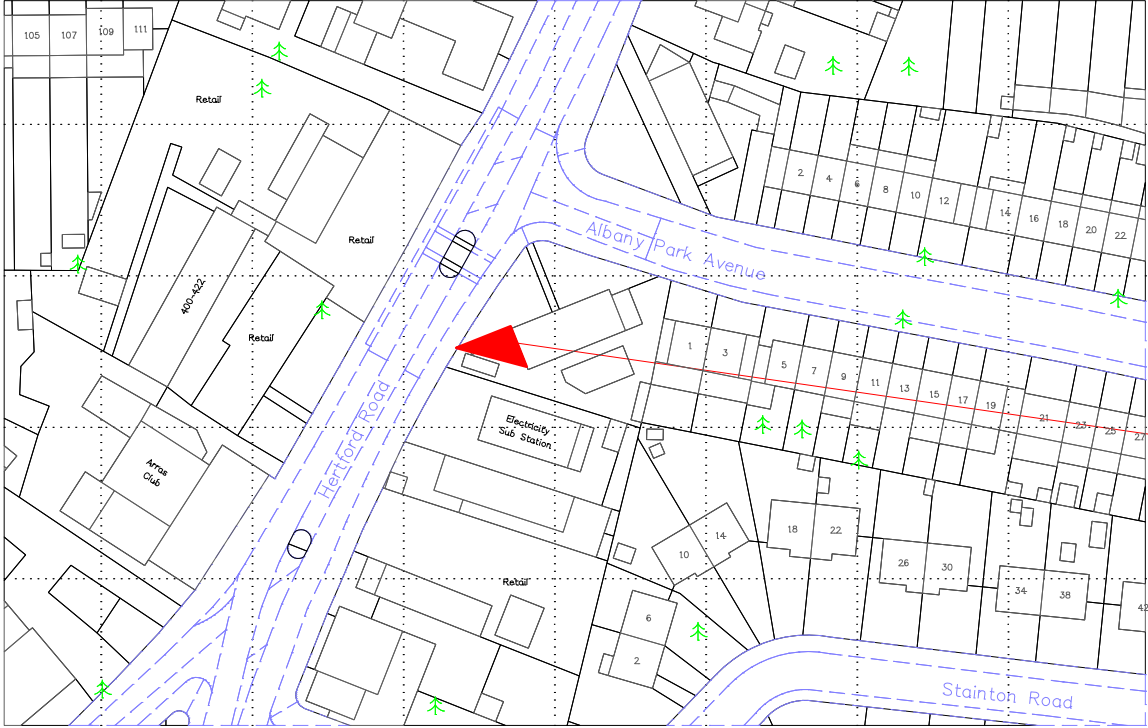 105 107 109 111
Retail
2 4 6 8 10 12 14 16 18 20 22
Albany Park Avenue
Retail
400-422
Retail
1 3 5 7 9 11 13 15 17 19 21 23 25 27
Hertford Road
Electricity
Sub Station
Arras
Club
10 14
18 22
26 30
34 38
42
Retail
6
2
Stainton Road